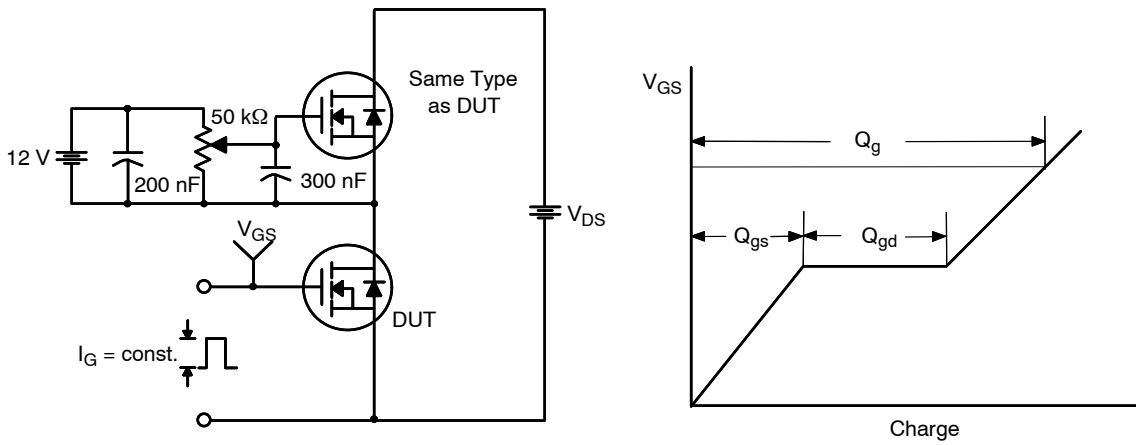 Same Type
as DUT
50 kΩ
12 V
200 nF
300 nF
V_GS
V_DS
DUT
I_G = const.
V_GS
Q_g
Q_gs
Q_gd
Charge